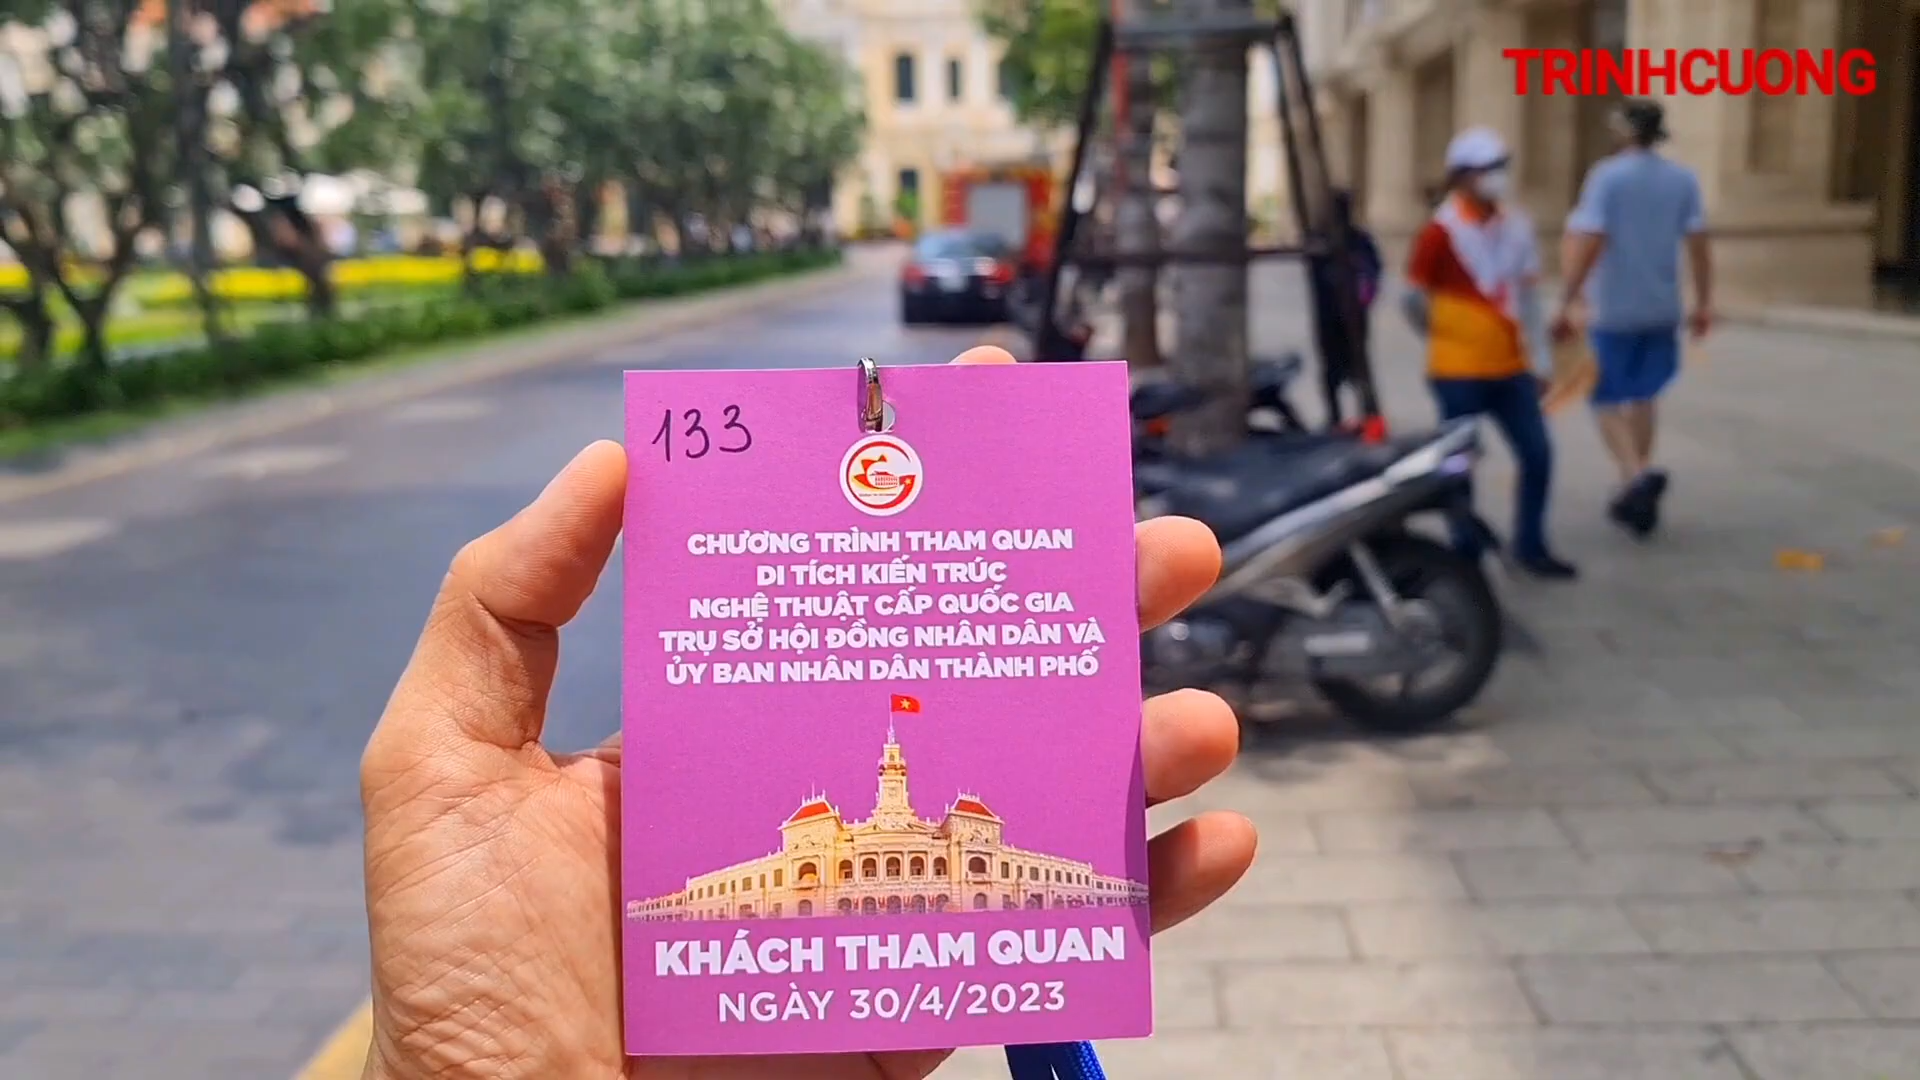 TRINHCUONG
133
CHƯƠNG TRÌNH THAM QUAN
DI TÍCH KIẾN TRÚC
NGHỆ THUẬT CẤP QUỐC GIA
TRỤ SỞ HỘI ĐỒNG NHÂN DÂN VÀ
ỦY BAN NHÂN DÂN THÀNH PHỐ
KHÁCH THAM QUAN
NGÀY 30/4/2023